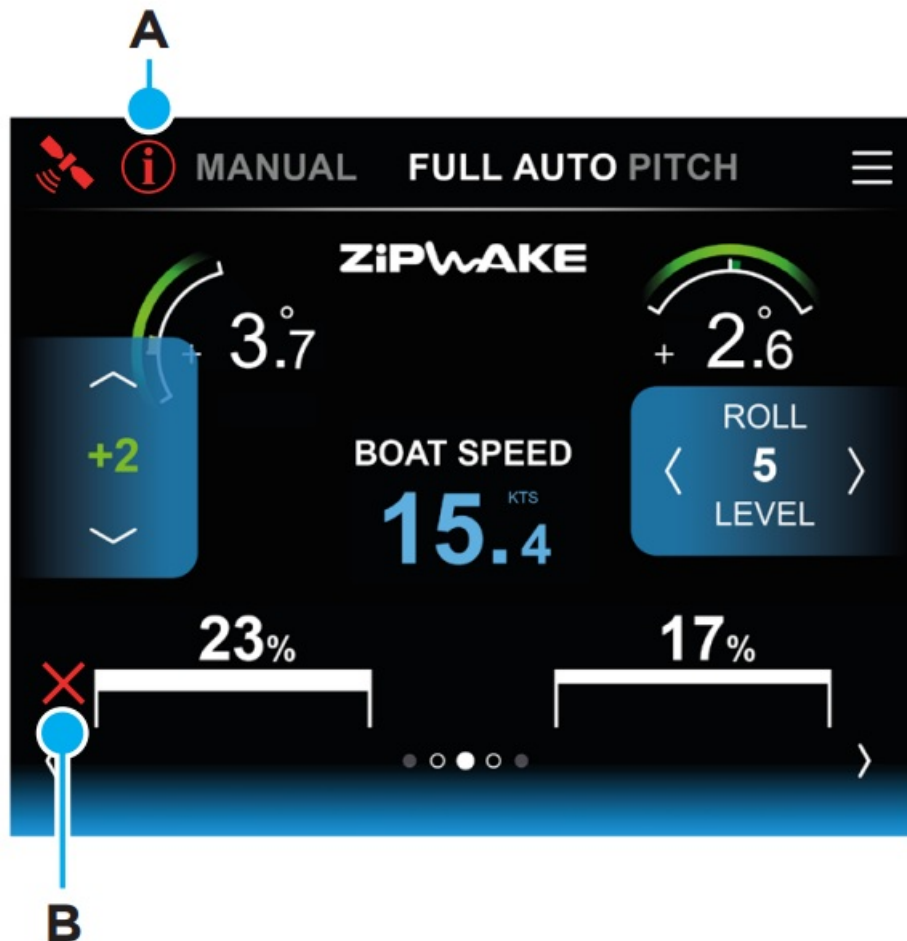 A
i MANUAL FULL AUTO PITCH
ZiPWAKE
+ 3.°7
+ 2.°6
+2
ROLL
5
LEVEL
BOAT SPEED
15.4 KTS
23%
17%
B